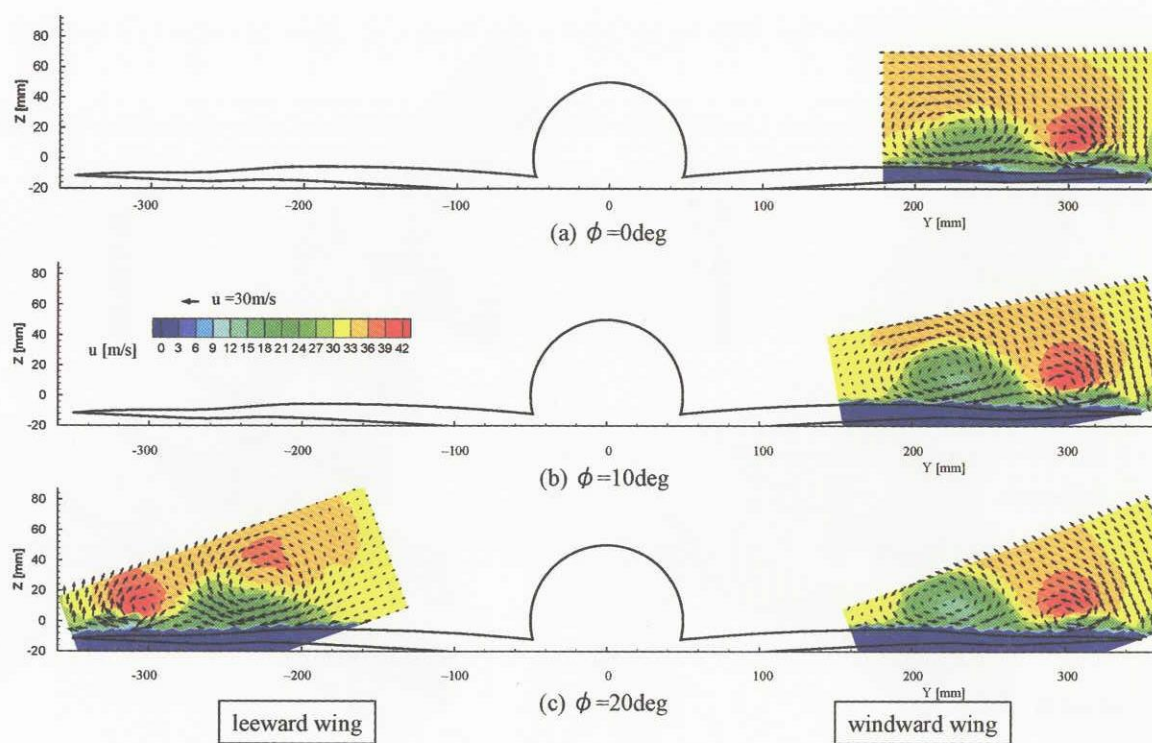 80
60
40
20
0
-20
Z [mm]
-300 -200 -100 0 100 200 300
Y [mm]
(a) ϕ=0deg
80
60
40
20
0
-20
Z [mm]
u =30m/s
u [m/s]
0 3 6 9 12 15 18 21 24 27 30 33 36 39 42
-300 -200 -100 0 100 200 300
Y [mm]
(b) ϕ=10deg
80
60
40
20
0
-20
Z [mm]
-300 -200 -100 0 100 200 300
Y [mm]
(c) ϕ=20deg
leeward wing
windward wing